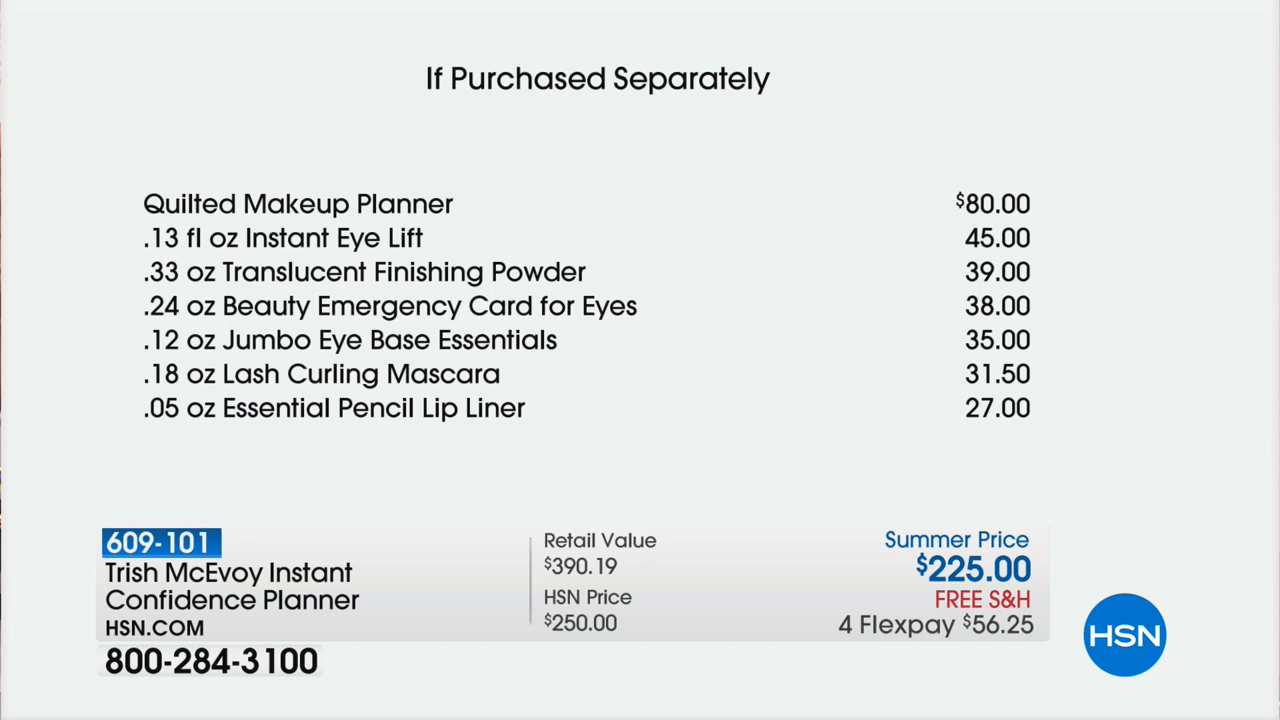 If Purchased Separately
Quilted Makeup Planner $80.00
.13 fl oz Instant Eye Lift 45.00
.33 oz Translucent Finishing Powder 39.00
.24 oz Beauty Emergency Card for Eyes 38.00
.12 oz Jumbo Eye Base Essentials 35.00
.18 oz Lash Curling Mascara 31.50
.05 oz Essential Pencil Lip Liner 27.00
609-101
Trish McEvoy Instant
Confidence Planner
HSN.COM
800-284-3100
Retail Value
$390.19
HSN Price
$250.00
Summer Price
$225.00
FREE S&H
4 Flexpay $56.25
HSN